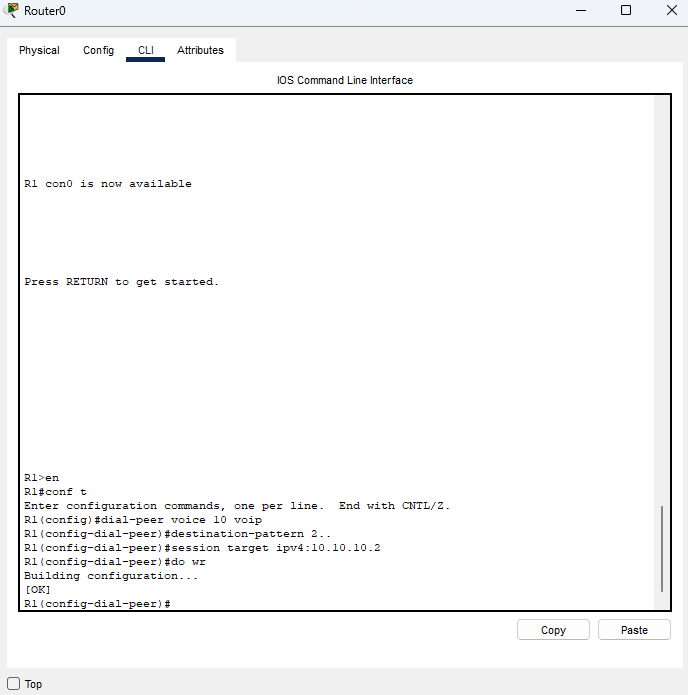 Router0
Physical Config CLI Attributes
IOS Command Line Interface
R1 con0 is now available
Press RETURN to get started.
R1>en
R1#conf t
Enter configuration commands, one per line.  End with CNTL/Z.
R1(config)#dial-peer voice 10 voip
R1(config-dial-peer)#destination-pattern 2..
R1(config-dial-peer)#session target ipv4:10.10.10.2
R1(config-dial-peer)#do wr
Building configuration...
[OK]
R1(config-dial-peer)#
Copy Paste
Top